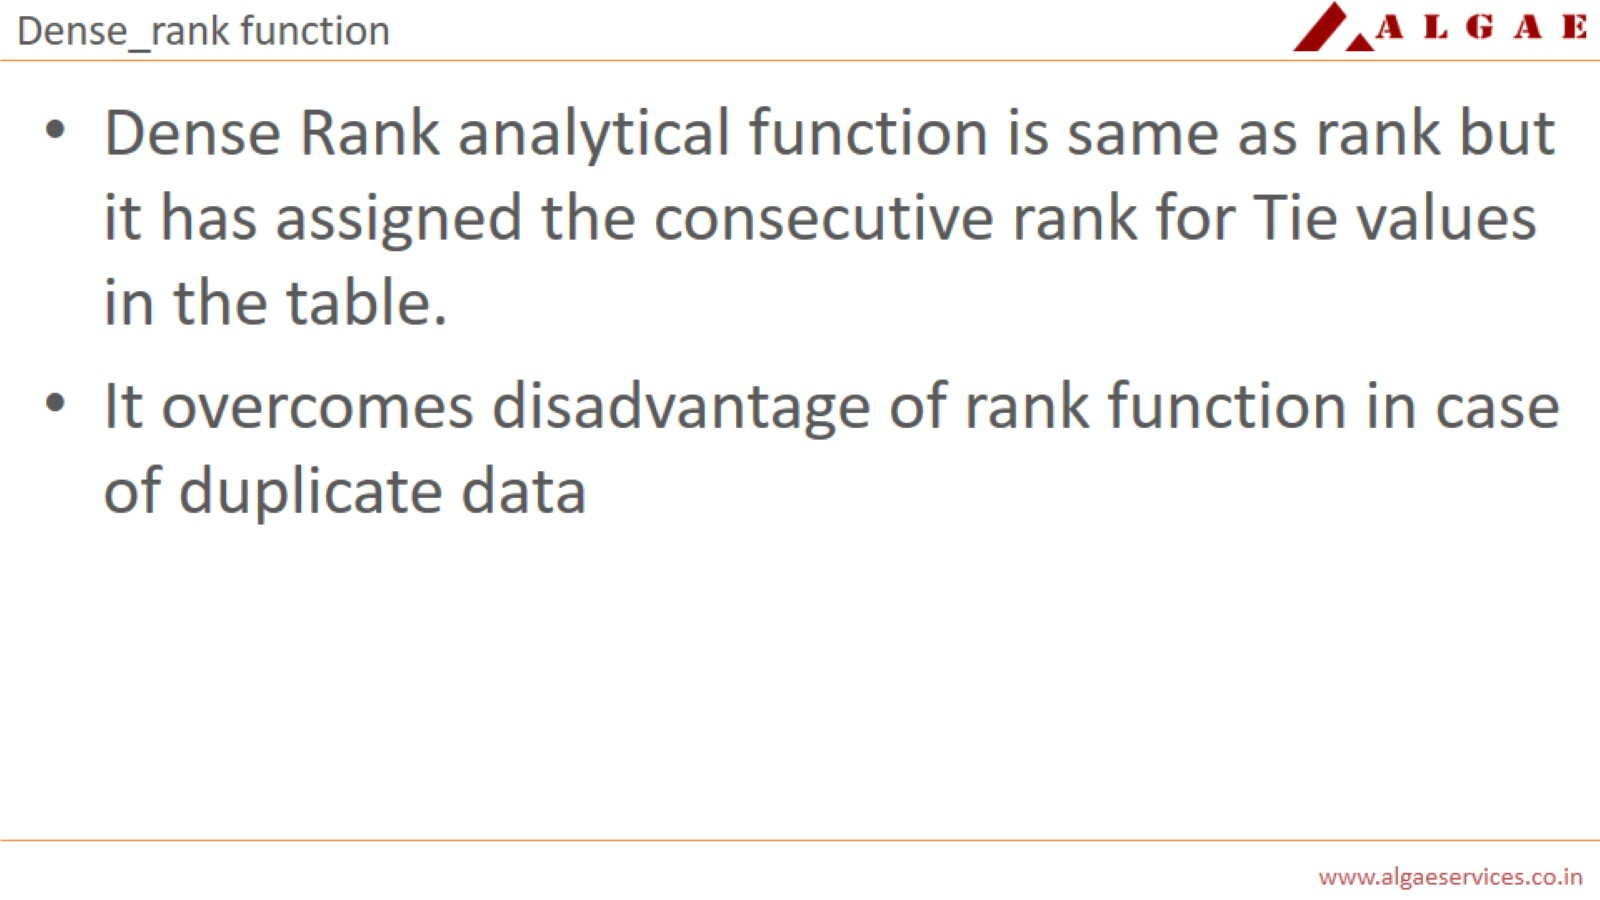 Dense_rank function
ALGAE
• Dense Rank analytical function is same as rank but
it has assigned the consecutive rank for Tie values
in the table.
• It overcomes disadvantage of rank function in case
of duplicate data
www.algaeservices.co.in